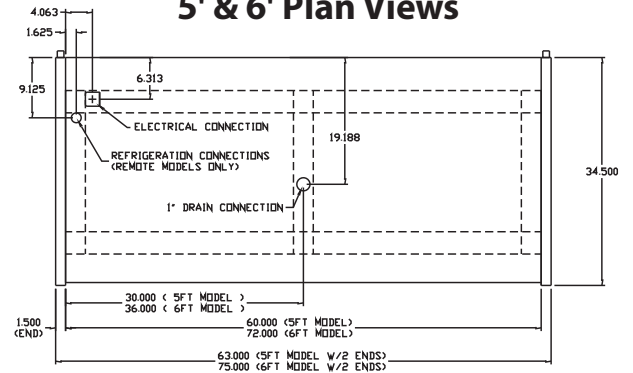 5' & 6' Plan Views
4.063
1.625
9.125
6.313
ELECTRICAL CONNECTION
19.188
REFRIGERATION CONNECTIONS
(REMOTE MODELS ONLY)
34.500
1" DRAIN CONNECTION
30.000 ( 5FT MODEL )
36.000 ( 6FT MODEL )
1.500
(END)
60.000 (5FT MODEL)
72.000 (6FT MODEL)
63.000 (5FT MODEL W/2 ENDS)
75.000 (6FT MODEL W/2 ENDS)